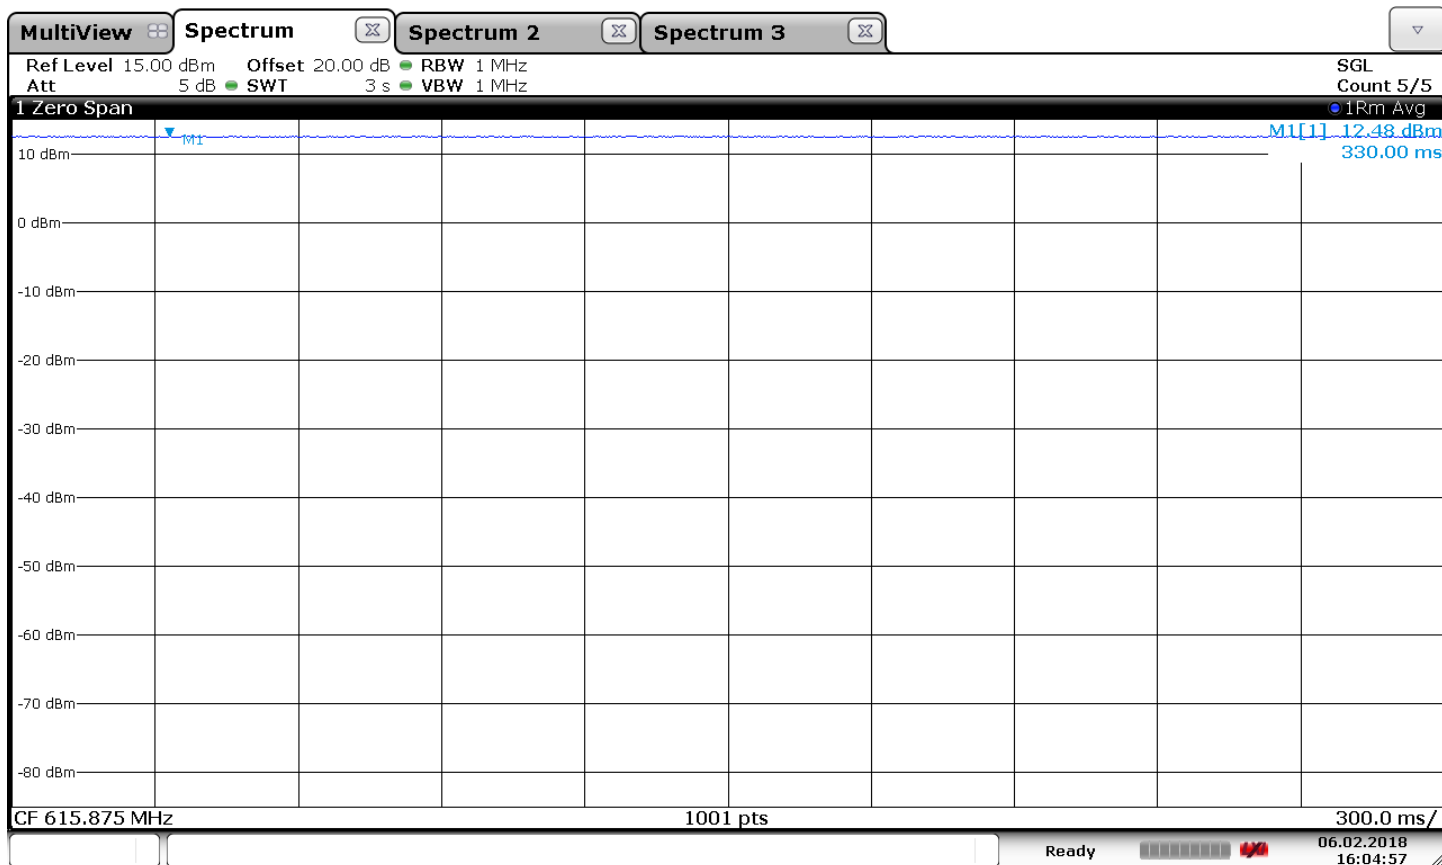 MultiView Spectrum Spectrum 2 Spectrum 3
Ref Level 15.00 dBm Offset 20.00 dB RBW 1 MHz SGL
Att 5 dB SWT 3 s VBW 1 MHz Count 5/5
1 Zero Span 1Rm Avg
M1
M1[1] 12.48 dBm
330.00 ms
10 dBm
0 dBm
-10 dBm
-20 dBm
-30 dBm
-40 dBm
-50 dBm
-60 dBm
-70 dBm
-80 dBm
CF 615.875 MHz 1001 pts 300.0 ms/
Ready 06.02.2018
16:04:57